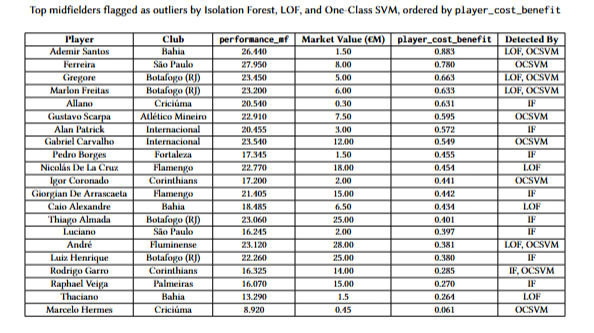 Top midfielders flagged as outliers by Isolation Forest, LOF, and One-Class SVM, ordered by player_cost_benefit
Player Club performance_mf Market Value (€M) player_cost_benefit Detected By
Ademir Santos Bahia 26.440 1.50 0.883 LOF, OCSVM
Ferreira São Paulo 27.950 8.00 0.780 OCSVM
Gregore Botafogo (RJ) 23.450 5.00 0.663 LOF, OCSVM
Marlon Freitas Botafogo (RJ) 23.200 6.00 0.633 LOF, OCSVM
Allano Criciúma 20.540 0.30 0.631 IF
Gustavo Scarpa Atlético Mineiro 22.910 7.50 0.595 OCSVM
Alan Patrick Internacional 20.455 3.00 0.572 IF
Gabriel Carvalho Internacional 23.540 12.00 0.549 OCSVM
Pedro Borges Fortaleza 17.345 1.50 0.455 IF
Nicolás De La Cruz Flamengo 22.770 18.00 0.454 LOF
Igor Coronado Corinthians 17.200 2.00 0.441 OCSVM
Giorgian De Arrascaeta Flamengo 21.405 15.00 0.442 IF
Caio Alexandre Bahia 18.485 6.50 0.434 LOF
Thiago Almada Botafogo (RJ) 23.060 25.00 0.401 IF
Luciano São Paulo 16.245 2.00 0.397 IF
André Fluminense 23.120 28.00 0.381 LOF, OCSVM
Luiz Henrique Botafogo (RJ) 22.260 25.00 0.380 IF
Rodrigo Garro Corinthians 16.325 14.00 0.285 IF, OCSVM
Raphael Veiga Palmeiras 16.070 15.00 0.270 IF
Thaciano Bahia 13.290 1.5 0.264 LOF
Marcelo Hermes Criciúma 8.920 0.45 0.061 OCSVM